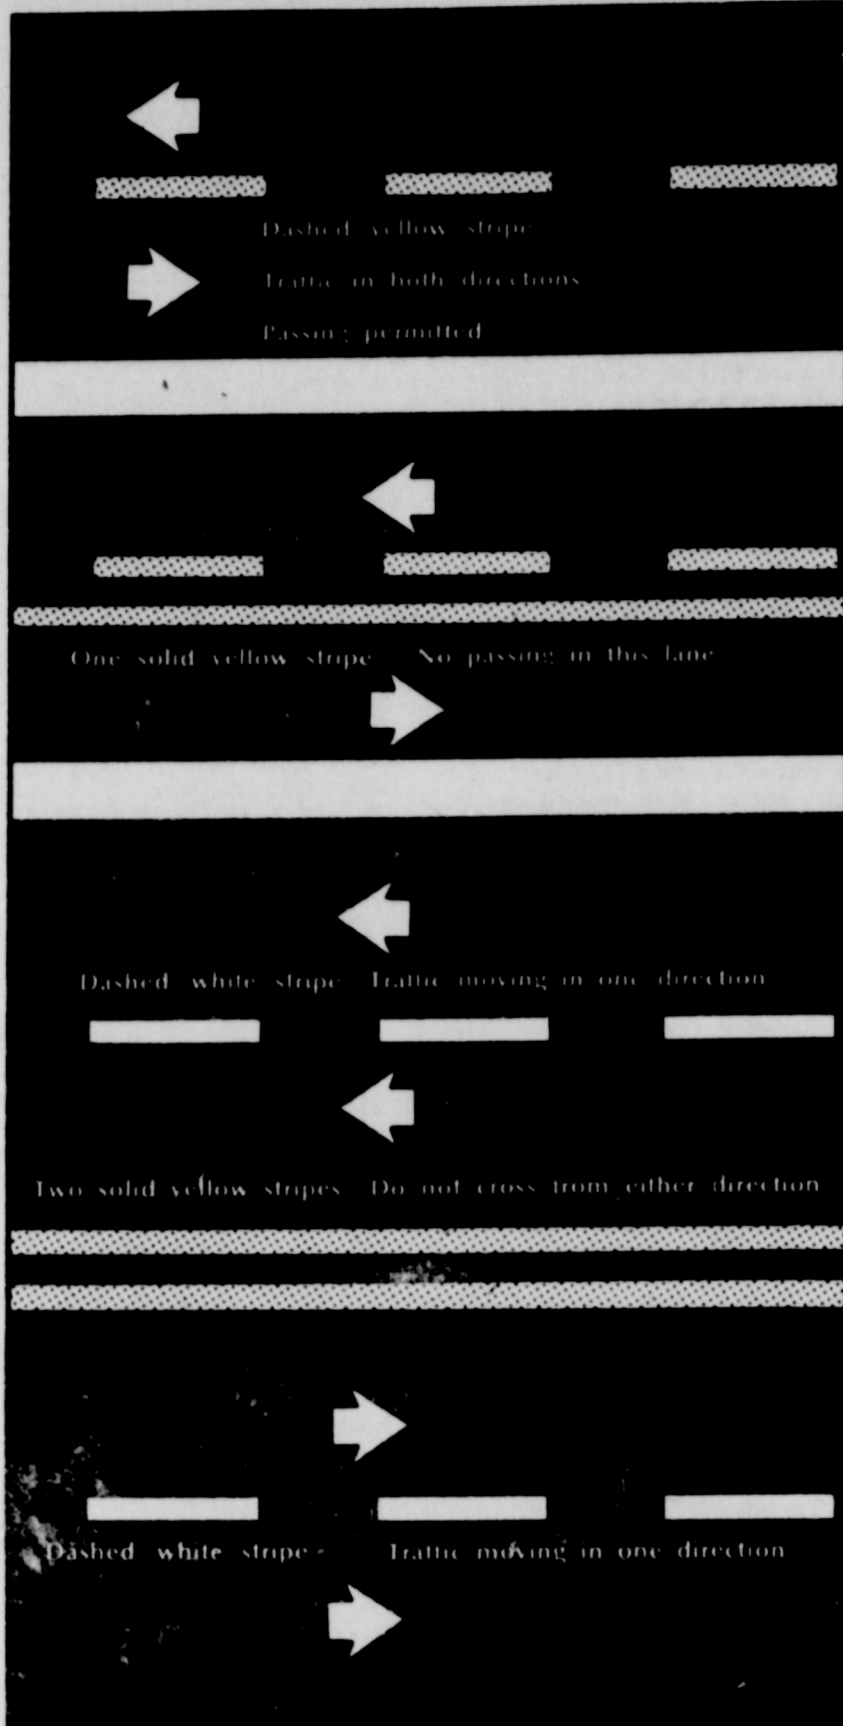 Dashed yellow stripe
Traffic in both directions
Passing permitted
One solid yellow stripe No passing in this lane
Dashed white stripe Traffic moving in one direction
Two solid yellow stripes Do not cross from either direction
Dashed white stripe - Traffic moving in one direction